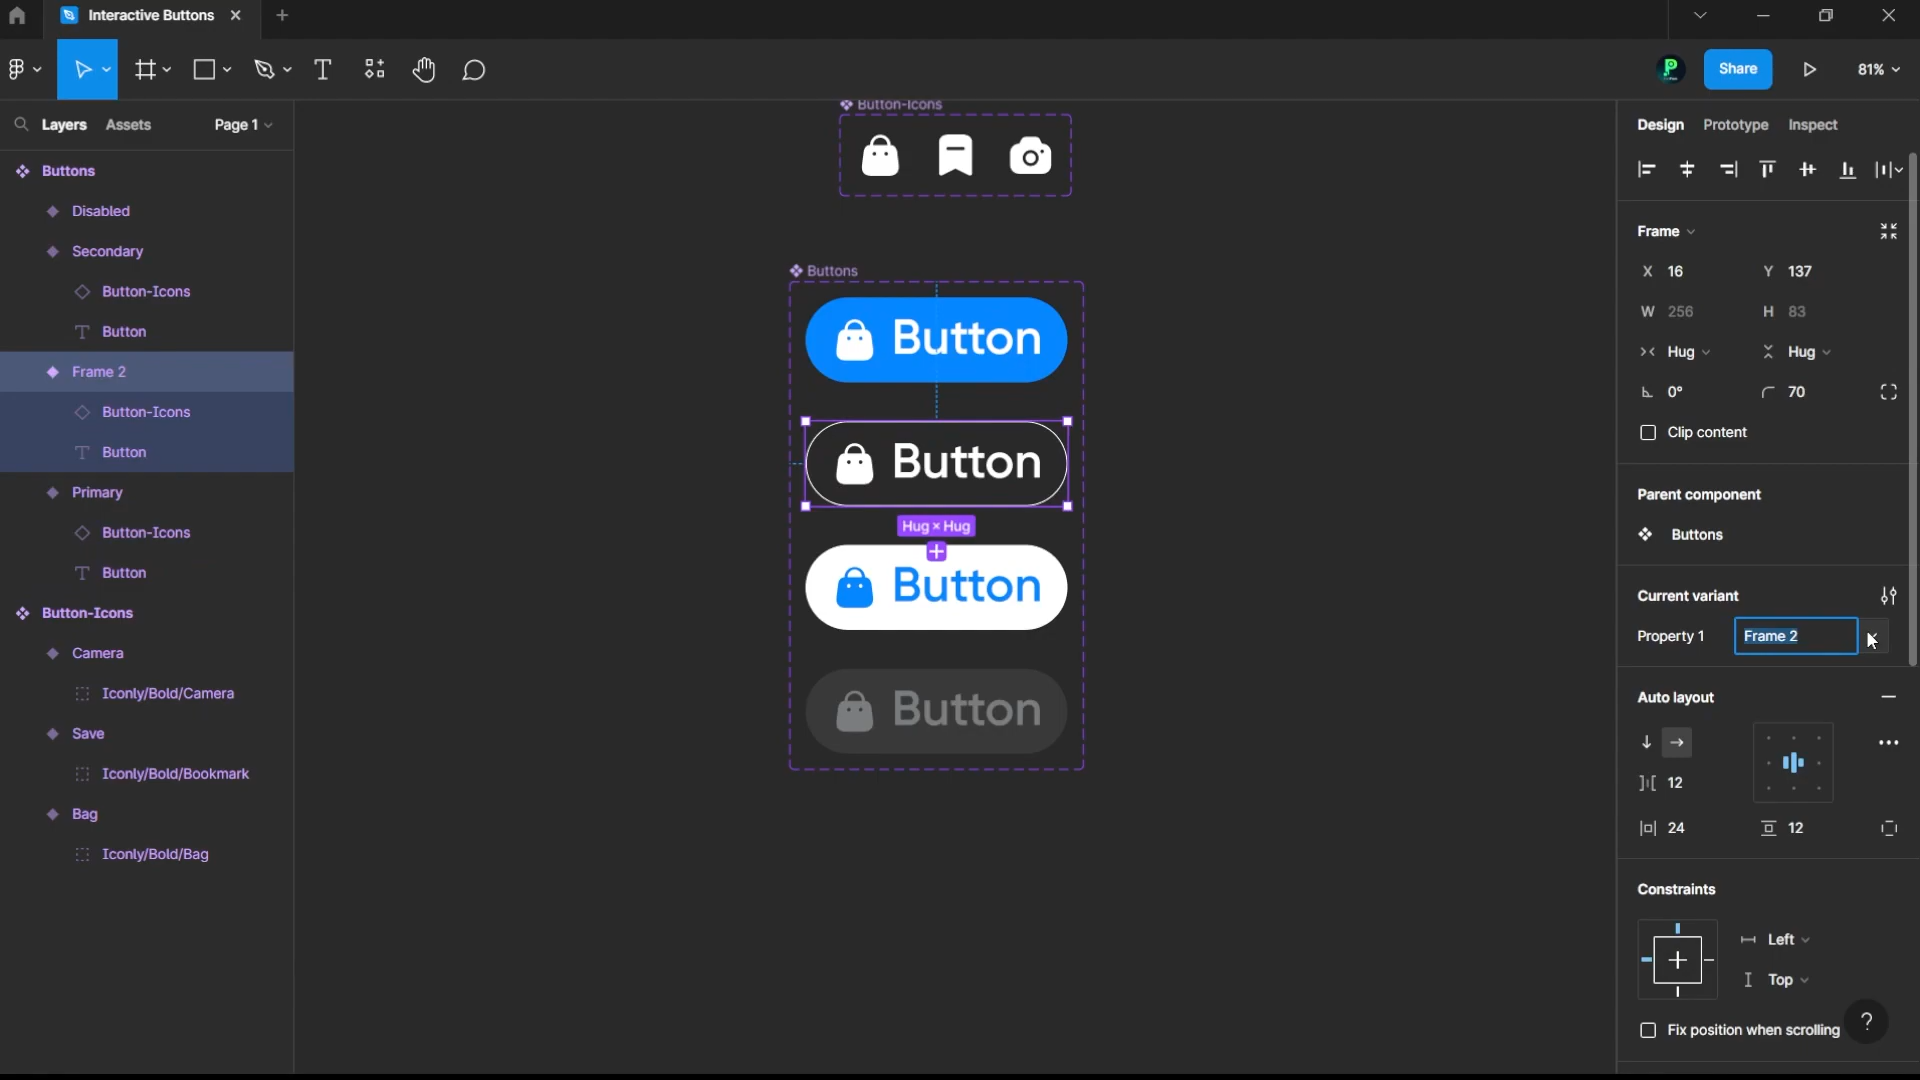 Interactive Buttons
Share
81%
Layers
Assets
Page 1
Buttons
Disabled
Secondary
Button-Icons
Button
Frame 2
Button-Icons
Button
Primary
Button-Icons
Button
Button-Icons
Camera
Iconly/Bold/Camera
Save
Iconly/Bold/Bookmark
Bag
Iconly/Bold/Bag
Button-Icons
Buttons
Button
Button
Hug × Hug
Button
Button
Design
Prototype
Inspect
Frame
X 16
Y 137
W 256
H 83
Hug
Hug
0°
70
Clip content
Parent component
Buttons
Current variant
Property 1
Frame 2
Auto layout
12
24
12
Constraints
Left
Top
Fix position when scrolling
?